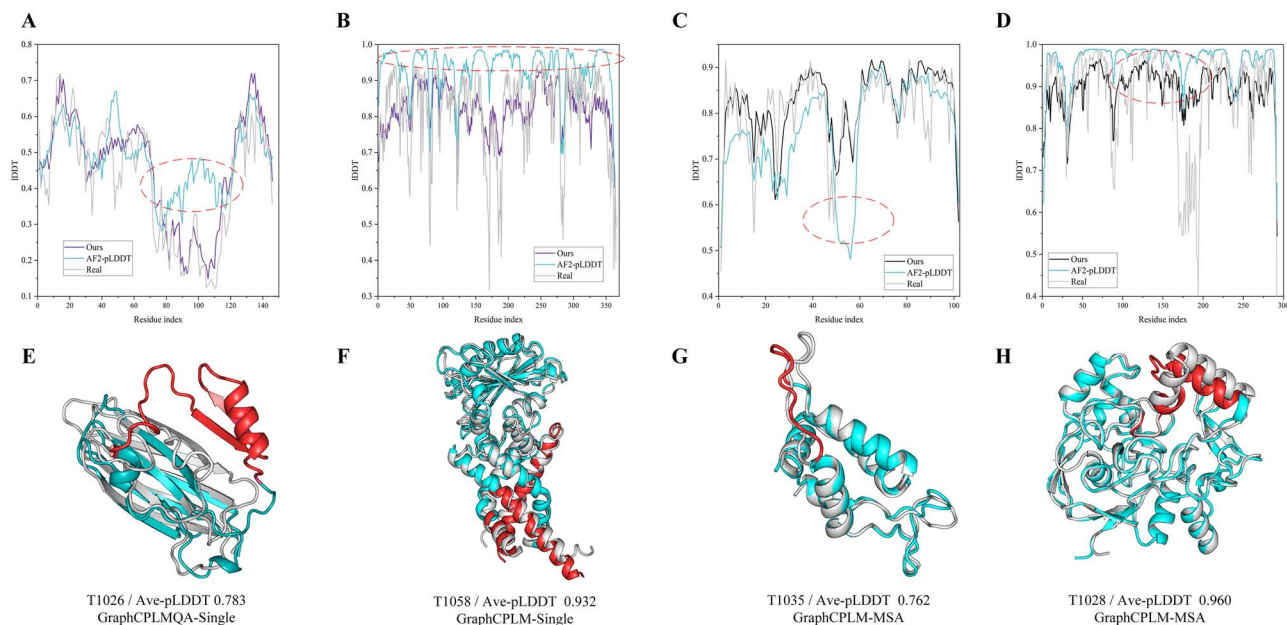 A
B
C
D
lDDT
0.8
0.7
0.6
0.5
0.4
0.3
0.2
0.1
Ours
AF2-pLDDT
Real
0 20 40 60 80 100 120 140
Residue index
lDDT
1.0
0.9
0.8
0.7
0.6
0.5
0.4
0.3
Ours
AF2-pLDDT
Real
0 50 100 150 200 250 300 350
Residue index
lDDT
0.9
0.8
0.7
0.6
0.5
0.4
Ours
AF2-pLDDT
Real
0 20 40 60 80 100
Residue index
lDDT
1.0
0.9
0.8
0.7
0.6
0.5
0.4
Ours
AF2-pLDDT
Real
0 50 100 150 200 250 300
Residue index
E
F
G
H
T1026 / Ave-pLDDT 0.783
GraphCPLMQA-Single
T1058 / Ave-pLDDT 0.932
GraphCPLM-Single
T1035 / Ave-pLDDT 0.762
GraphCPLM-MSA
T1028 / Ave-pLDDT 0.960
GraphCPLM-MSA